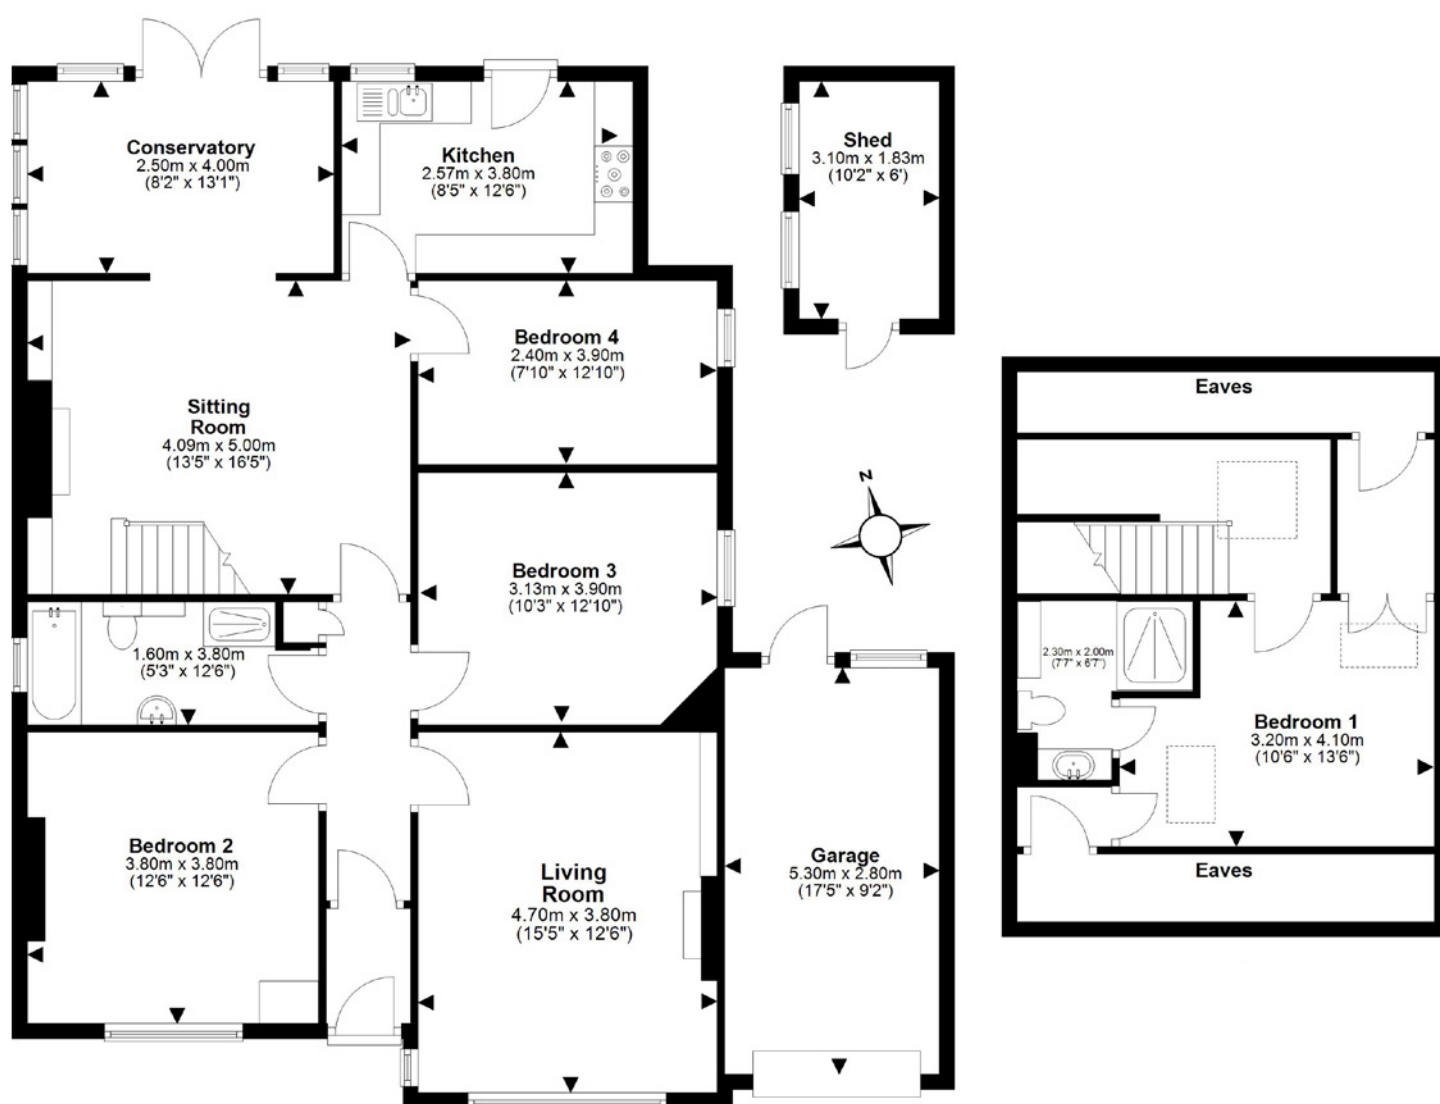 Conservatory
2.50m x 4.00m
(8'2" x 13'1")
Kitchen
2.57m x 3.80m
(8'5" x 12'6")
Shed
3.10m x 1.83m
(10'2" x 6')
Bedroom 4
2.40m x 3.90m
(7'10" x 12'10")
Sitting
Room
4.09m x 5.00m
(13'5" x 16'5")
Eaves
N
Bedroom 3
3.13m x 3.90m
(10'3" x 12'10")
1.60m x 3.80m
(5'3" x 12'6")
2.30m x 2.00m
(7'7" x 6'7")
Bedroom 1
3.20m x 4.10m
(10'6" x 13'6")
Bedroom 2
3.80m x 3.80m
(12'6" x 12'6")
Living
Room
4.70m x 3.80m
(15'5" x 12'6")
Garage
5.30m x 2.80m
(17'5" x 9'2")
Eaves